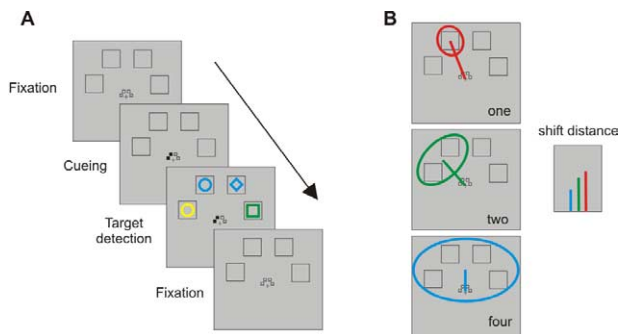 A
Fixation
Cueing
Target
detection
Fixation
B
one
two
four
shift distance